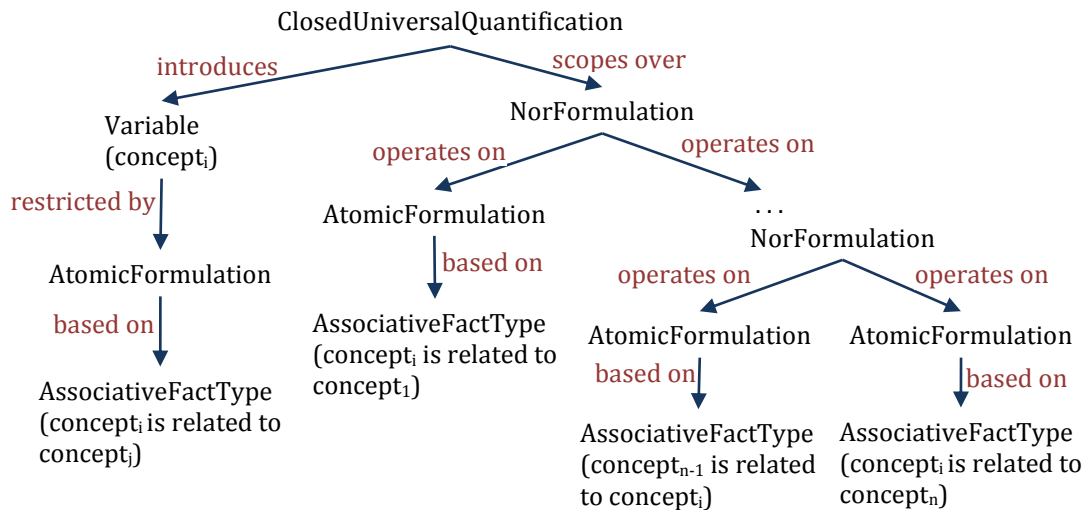 ClosedUniversalQuantification
introduces
scopes over
Variable
(conceptᵢ)
NorFormulation
operates on
operates on
restricted by
AtomicFormulation
. . .
NorFormulation
AtomicFormulation
based on
operates on
operates on
based on
AssociativeFactType
(conceptᵢ is related to
concept₁)
AtomicFormulation
AtomicFormulation
based on
based on
AssociativeFactType
(conceptᵢ is related to
conceptⱼ)
AssociativeFactType
(conceptₙ₋₁ is related
to conceptᵢ)
AssociativeFactType
(conceptᵢ is related to
conceptₙ)